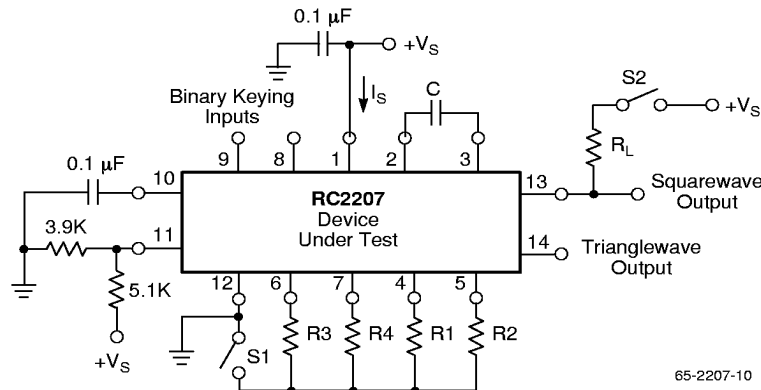 0.1 µF
+VS
IS
C
S2
+VS
Binary Keying
Inputs
9
8
1
2
3
RL
0.1 µF
10
13
Squarewave
Output
RC2207
Device
Under Test
3.9K
11
14
Trianglewave
Output
5.1K
12
6
7
4
5
+VS
S1
R3
R4
R1
R2
65-2207-10